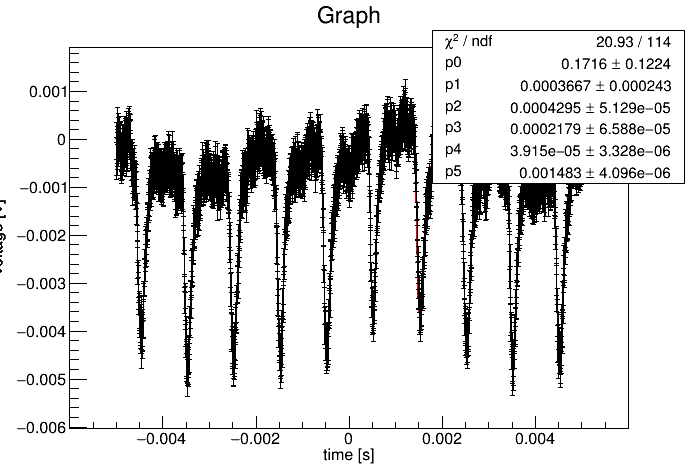 Graph
χ² / ndf 20.93 / 114
p0 0.1716 ± 0.1224
p1 0.0003667 ± 0.000243
p2 0.0004295 ± 5.129e−05
p3 0.0002179 ± 6.588e−05
p4 3.915e−05 ± 3.328e−06
p5 0.001483 ± 4.096e−06
0.001
0
−0.001
−0.002
−0.003
−0.004
−0.005
−0.006
−0.004 −0.002 0 0.002 0.004
time [s]